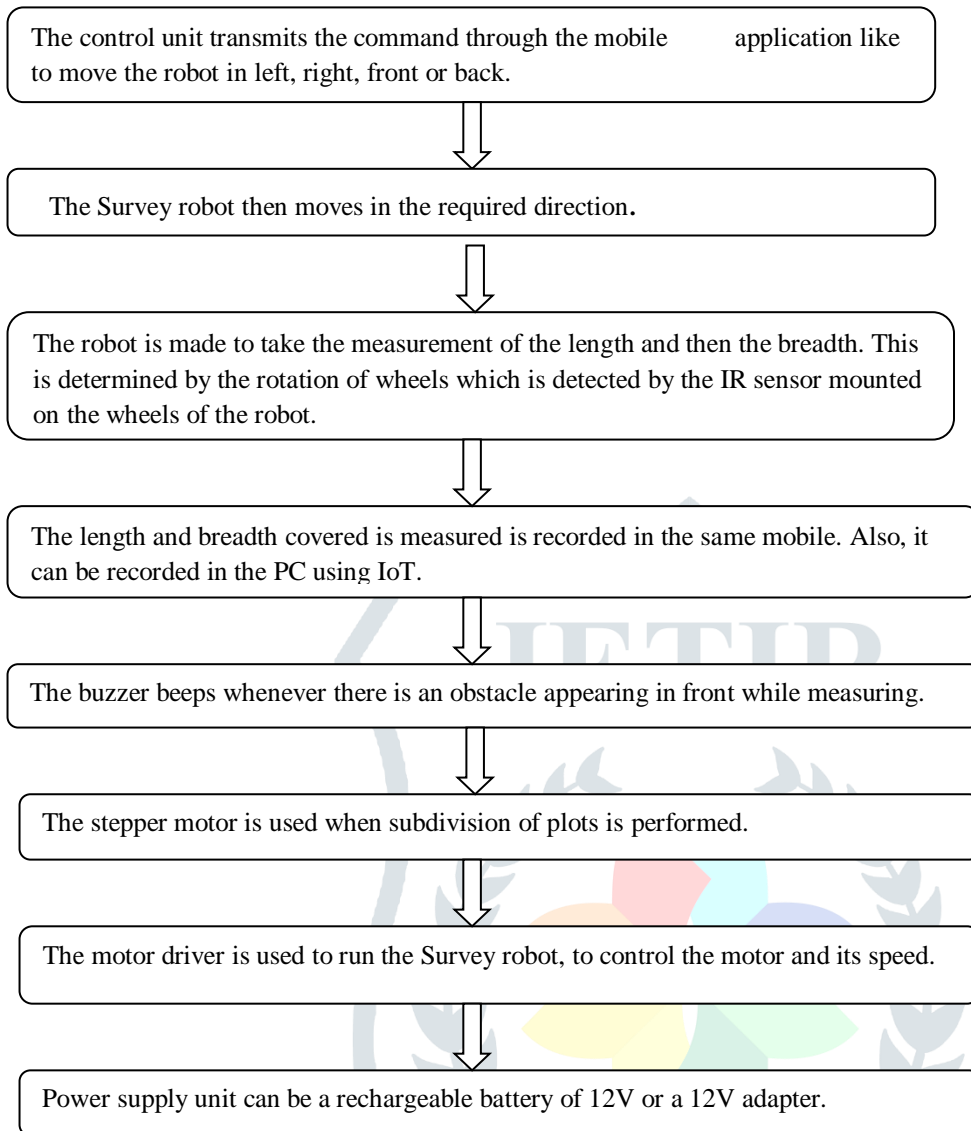 The control unit transmits the command through the mobile application like
to move the robot in left, right, front or back.
The Survey robot then moves in the required direction.
The robot is made to take the measurement of the length and then the breadth. This
is determined by the rotation of wheels which is detected by the IR sensor mounted
on the wheels of the robot.
The length and breadth covered is measured is recorded in the same mobile. Also, it
can be recorded in the PC using IoT.
JETIR
The buzzer beeps whenever there is an obstacle appearing in front while measuring.
The stepper motor is used when subdivision of plots is performed.
The motor driver is used to run the Survey robot, to control the motor and its speed.
Power supply unit can be a rechargeable battery of 12V or a 12V adapter.